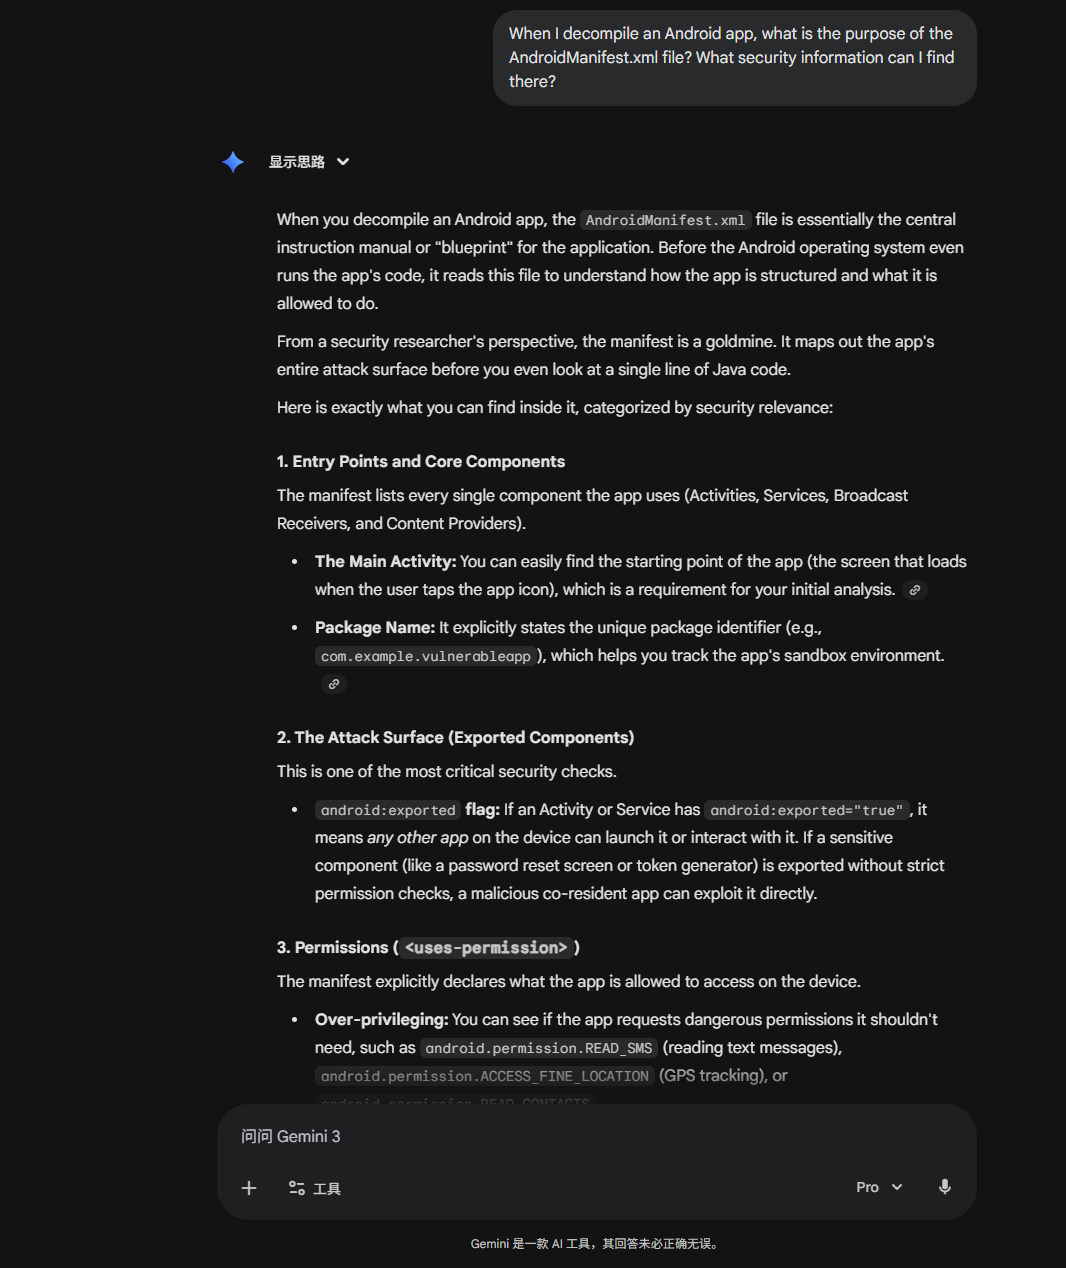 When I decompile an Android app, what is the purpose of the
AndroidManifest.xml file? What security information can I find
there?
显示思路
When you decompile an Android app, the AndroidManifest.xml file is essentially the central
instruction manual or "blueprint" for the application. Before the Android operating system even
runs the app's code, it reads this file to understand how the app is structured and what it is
allowed to do.
From a security researcher's perspective, the manifest is a goldmine. It maps out the app's
entire attack surface before you even look at a single line of Java code.
Here is exactly what you can find inside it, categorized by security relevance:
1. Entry Points and Core Components
The manifest lists every single component the app uses (Activities, Services, Broadcast
Receivers, and Content Providers).
• The Main Activity: You can easily find the starting point of the app (the screen that loads
when the user taps the app icon), which is a requirement for your initial analysis.
• Package Name: It explicitly states the unique package identifier (e.g.,
com.example.vulnerableapp), which helps you track the app's sandbox environment.
2. The Attack Surface (Exported Components)
This is one of the most critical security checks.
• android:exported flag: If an Activity or Service has android:exported="true", it
means any other app on the device can launch it or interact with it. If a sensitive
component (like a password reset screen or token generator) is exported without strict
permission checks, a malicious co-resident app can exploit it directly.
3. Permissions (<uses-permission>)
The manifest explicitly declares what the app is allowed to access on the device.
• Over-privileging: You can see if the app requests dangerous permissions it shouldn't
need, such as android.permission.READ_SMS (reading text messages),
android.permission.ACCESS_FINE_LOCATION (GPS tracking), or
android.permission.READ_CONTACTS
问问 Gemini 3
工具
Pro
Gemini 是一款 AI 工具，其回答未必正确无误。